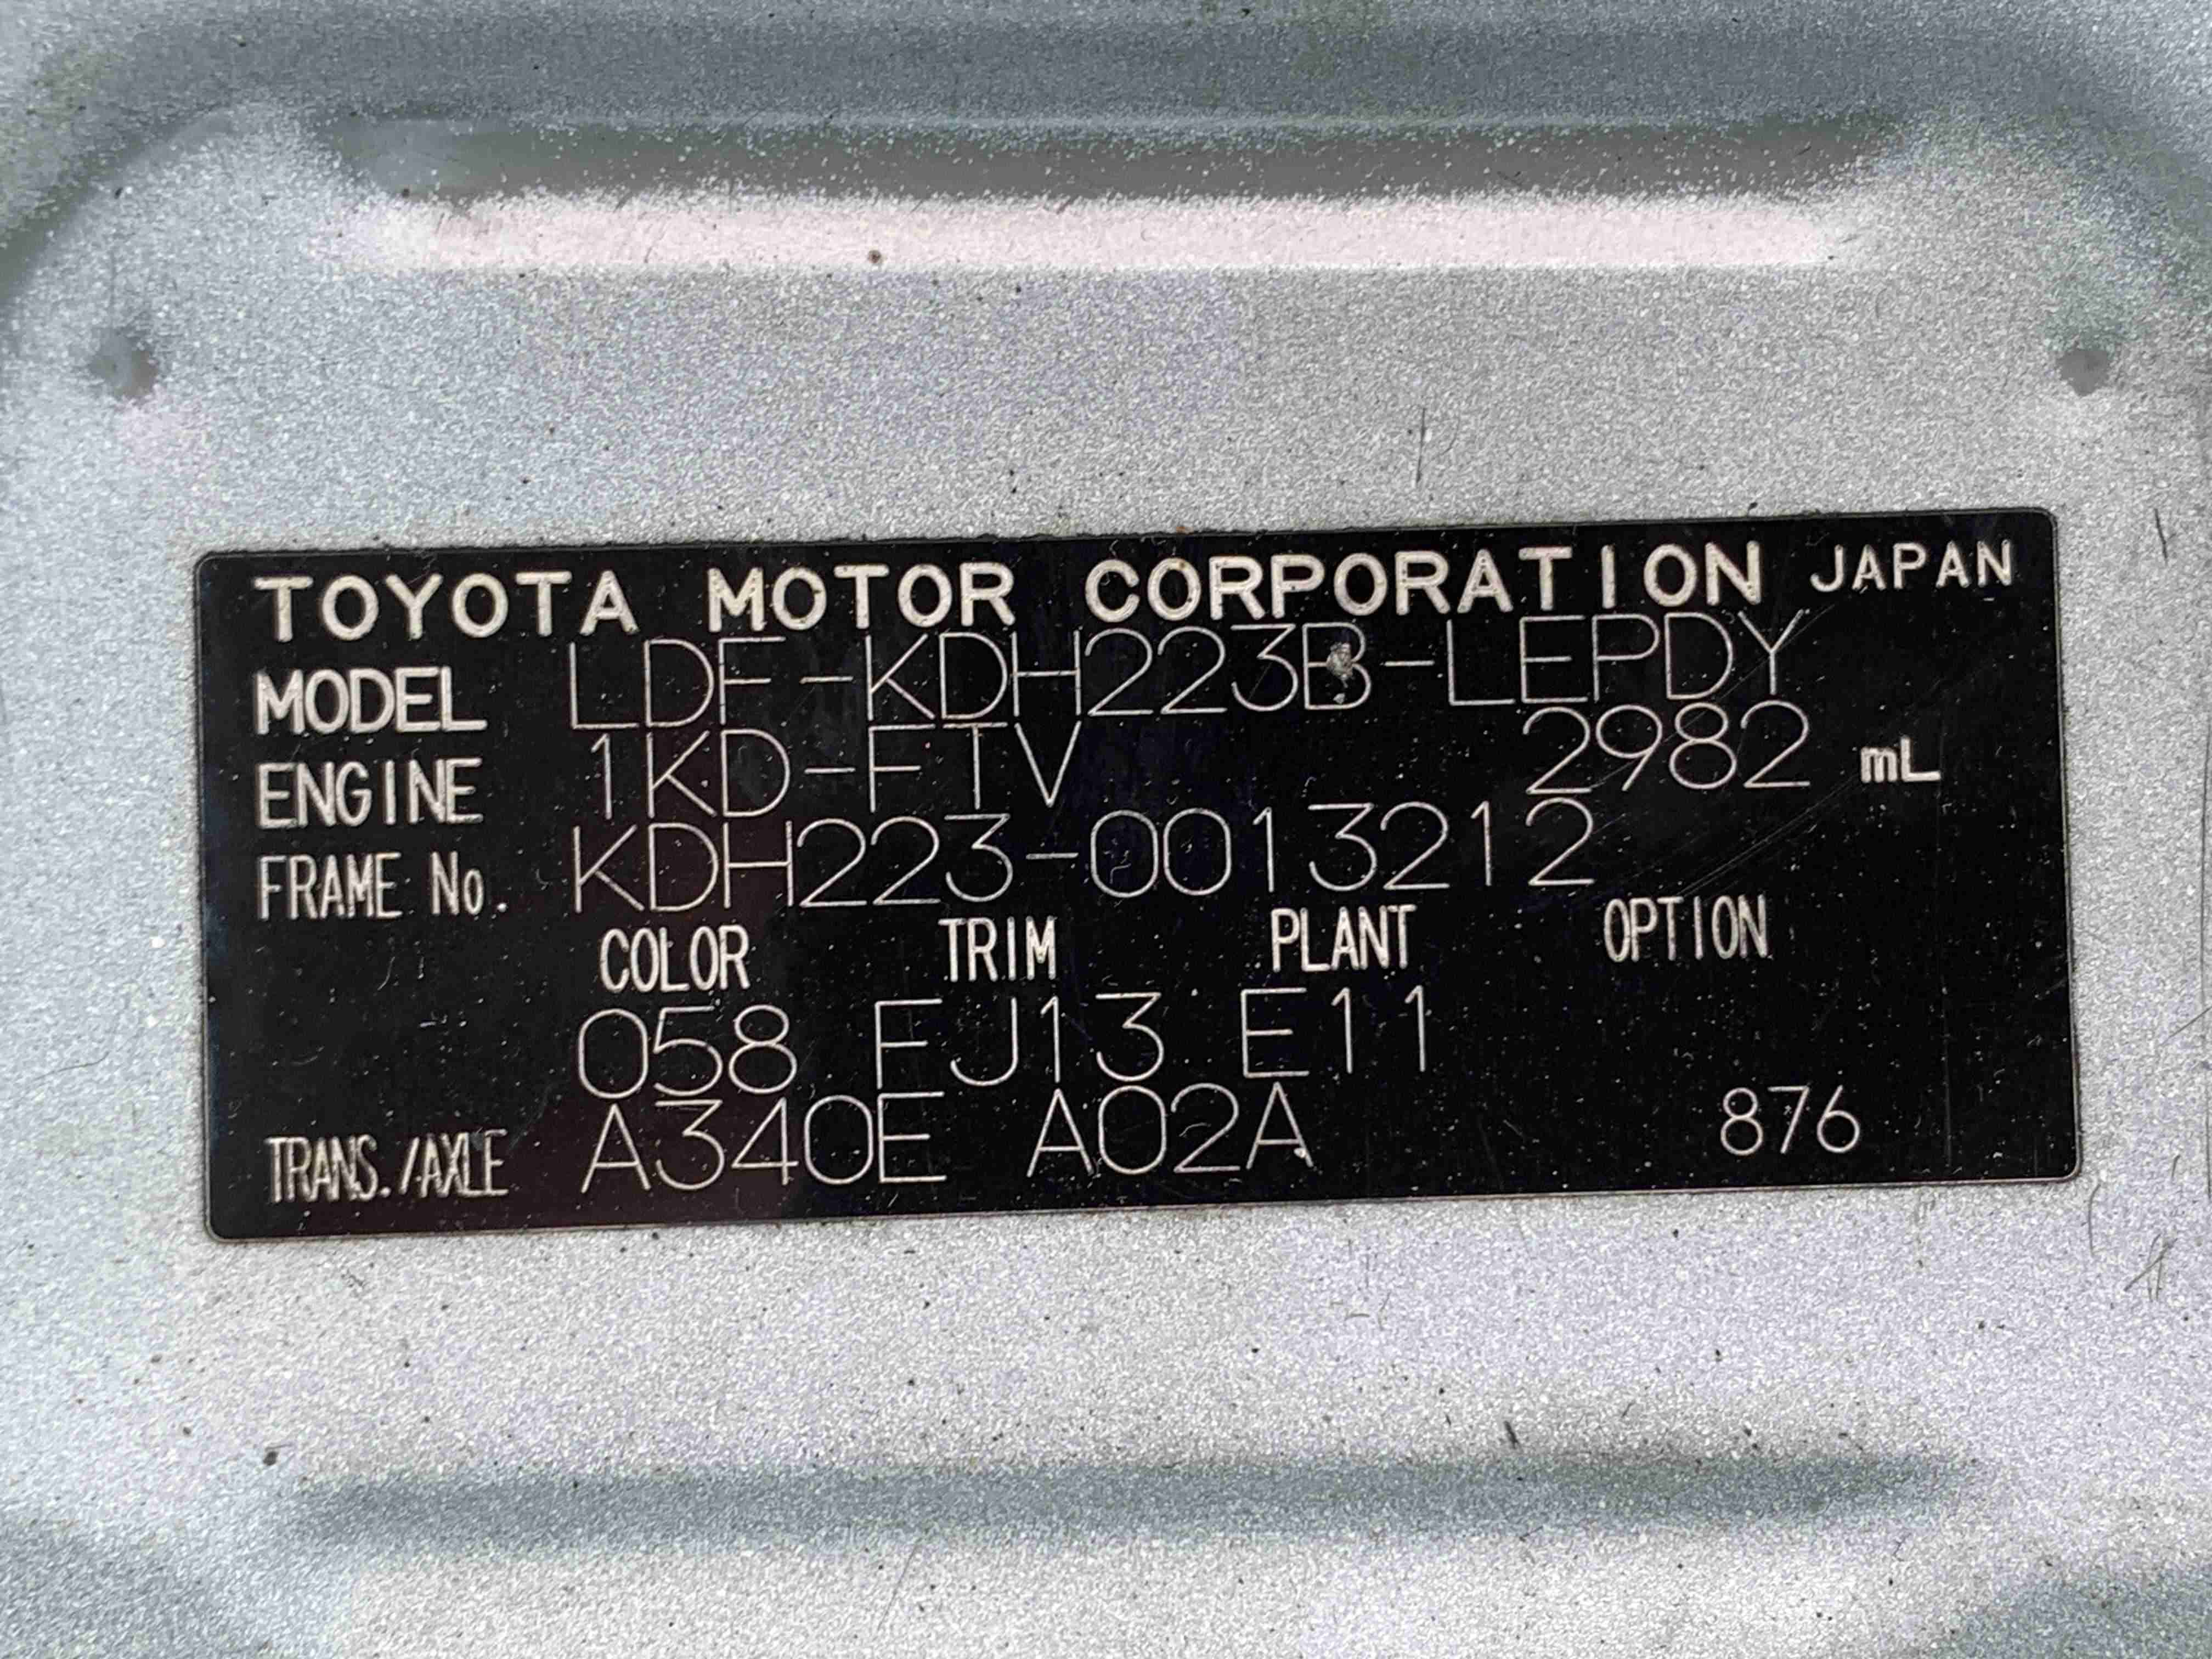 TOYOTA MOTOR CORPORATION JAPAN
MODEL LDF-KDH223B-LEPDY
ENGINE 1KD-FTV 2982 mL
FRAME No. KDH223-0013212
COLOR TRIM PLANT OPTION
058 FJ13 E11
TRANS./AXLE A340E A02A 876